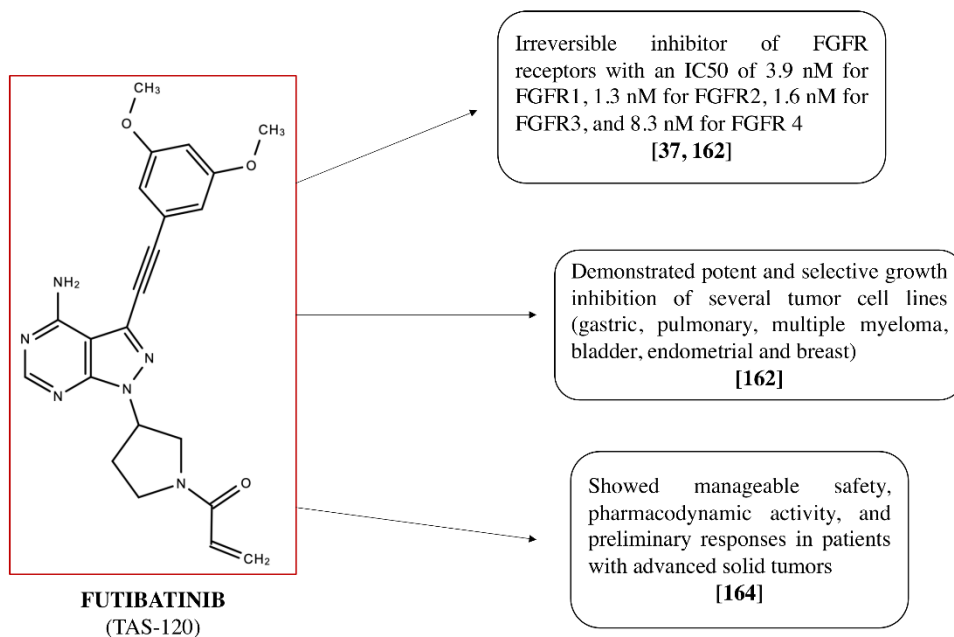 Irreversible inhibitor of FGFR
receptors with an IC50 of 3.9 nM for
FGFR1, 1.3 nM for FGFR2, 1.6 nM for
FGFR3, and 8.3 nM for FGFR 4
[37, 162]
CH₃
O
CH₃
O
NH₂
N
N
N
N
N
O
Demonstrated potent and selective growth
inhibition of several tumor cell lines
(gastric, pulmonary, multiple myeloma,
bladder, endometrial and breast)
[162]
Showed manageable safety,
pharmacodynamic activity, and
preliminary responses in patients
with advanced solid tumors
[164]
FUTIBATINIB
(TAS-120)